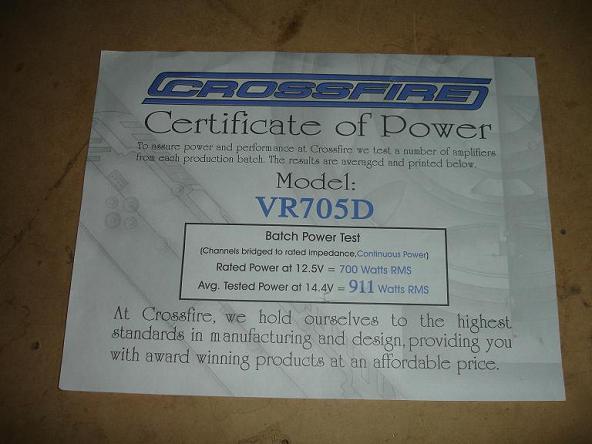 CROSSFIRE
Certificate of Power
To assure power and performance at Crossfire we test a number of amplifiers
from each production batch. The results are averaged and printed below.
Model:
VR705D
Batch Power Test
(Channels bridged to rated impedance, Continuous Power)
Rated Power at 12.5V = 700 Watts RMS
Avg. Tested Power at 14.4V = 911 Watts RMS
At Crossfire, we hold ourselves to the highest
standards in manufacturing and design, providing you
with award winning products at an affordable price.